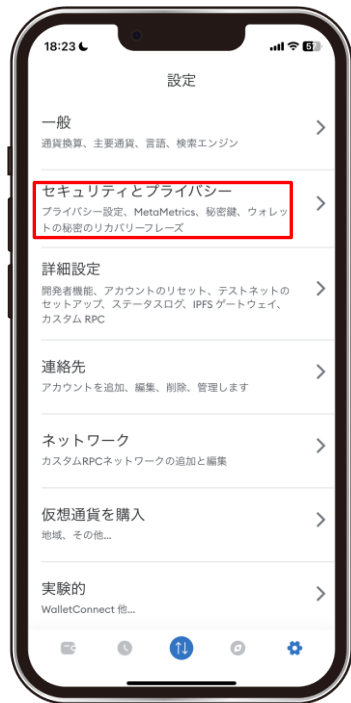 18:23
67
設定
一般
通貨換算、主要通貨、言語、検索エンジン
セキュリティとプライバシー
プライバシー設定、MetaMetrics、秘密鍵、ウォレッ
トの秘密のリカバリーフレーズ
詳細設定
開発者機能、アカウントのリセット、テストネットの
セットアップ、ステータスログ、IPFS ゲートウェイ、
カスタム RPC
連絡先
アカウントを追加、編集、削除、管理します
ネットワーク
カスタムRPCネットワークの追加と編集
仮想通貨を購入
地域、その他...
実験的
WalletConnect 他...